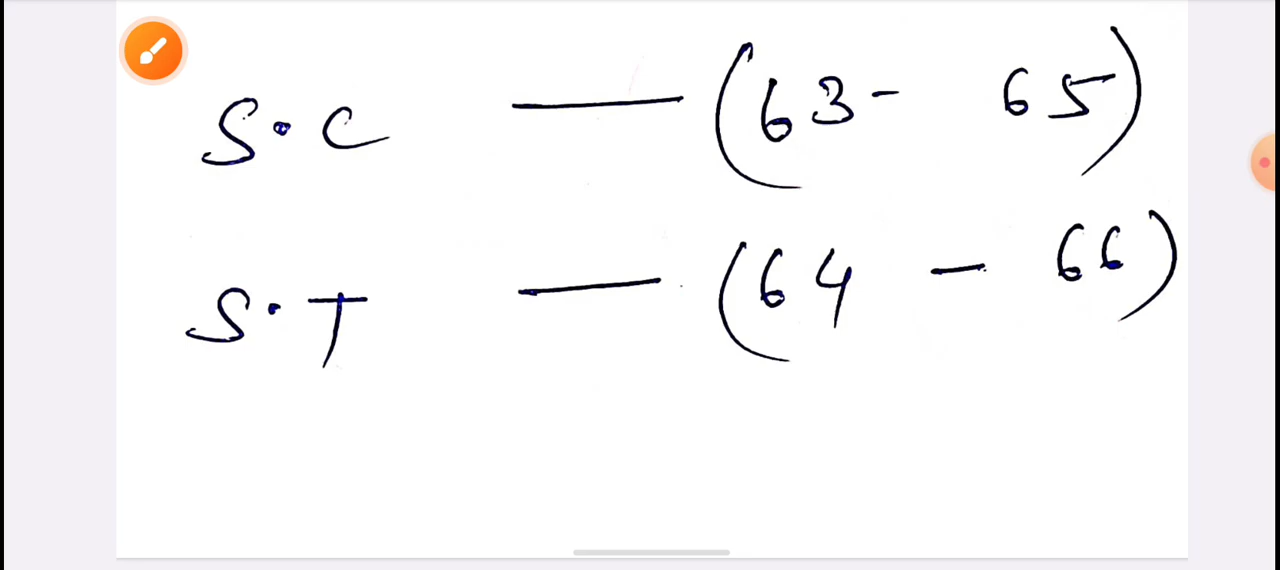 S.C — (63 - 65)
S.T — (64 - 66)